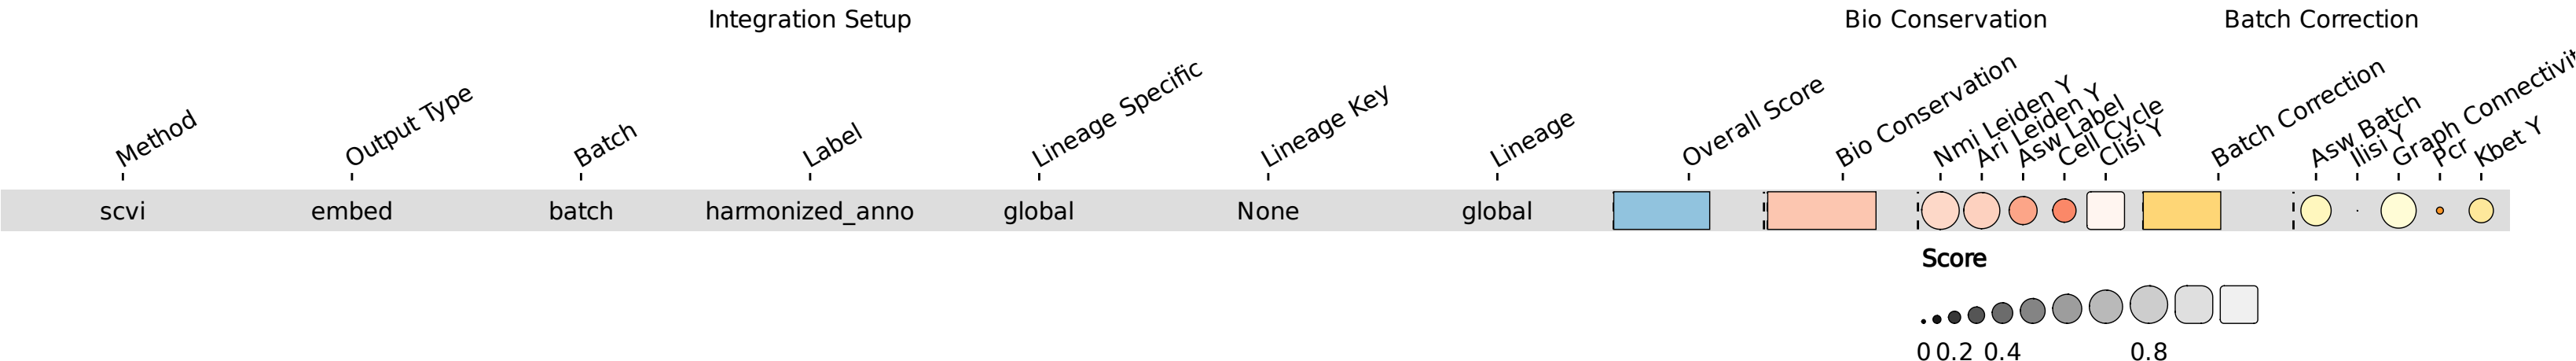 Integration Setup
Bio Conservation
Batch Correction
Method
Output Type
Batch
Label
Lineage Specific
Lineage Key
Lineage
Overall Score
Bio Conservation
Nmi Leiden Y
Ari Leiden Y
Asw Label
Cell Cycle
Clisi Y
Batch Correction
Asw Batch
Ilisi Y
Graph Connectivit
Pcr
Kbet Y
scvi embed batch harmonized_anno global None global
Score
0 0.2 0.4 0.8